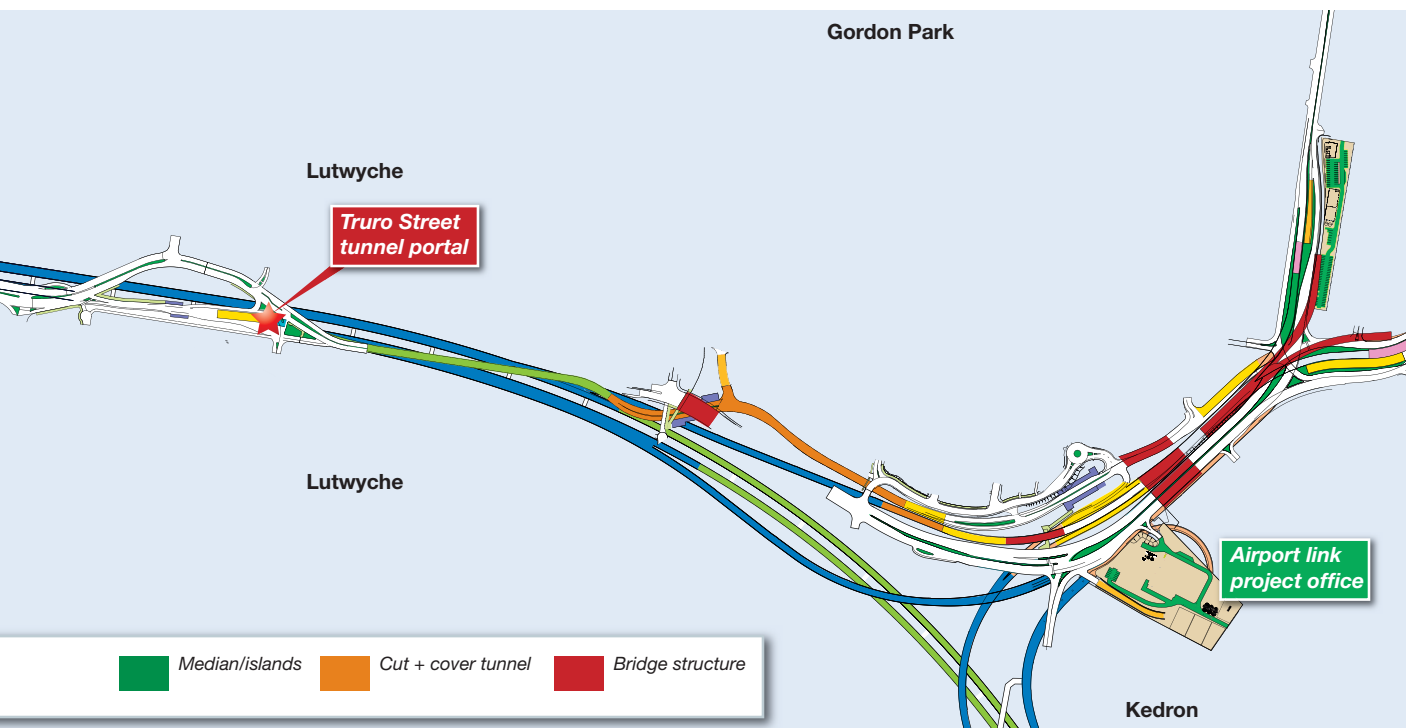 Gordon Park
Lutwyche
Truro Street
tunnel portal
Lutwyche
Airport link
project office
Median/islands
Cut + cover tunnel
Bridge structure
Kedron